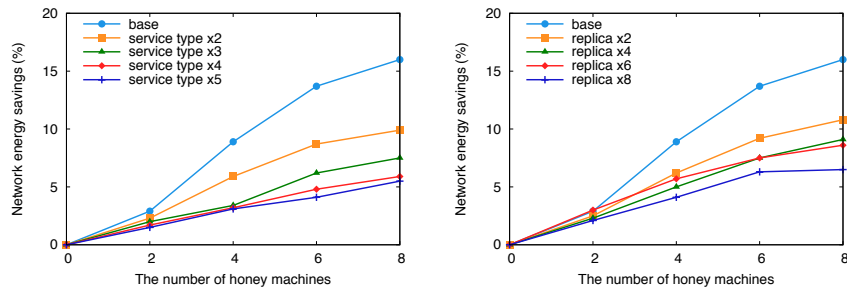 Network energy savings (%)
20
15
10
5
0
base
service type x2
service type x3
service type x4
service type x5
0 2 4 6 8
The number of honey machines
Network energy savings (%)
20
15
10
5
0
base
replica x2
replica x4
replica x6
replica x8
0 2 4 6 8
The number of honey machines